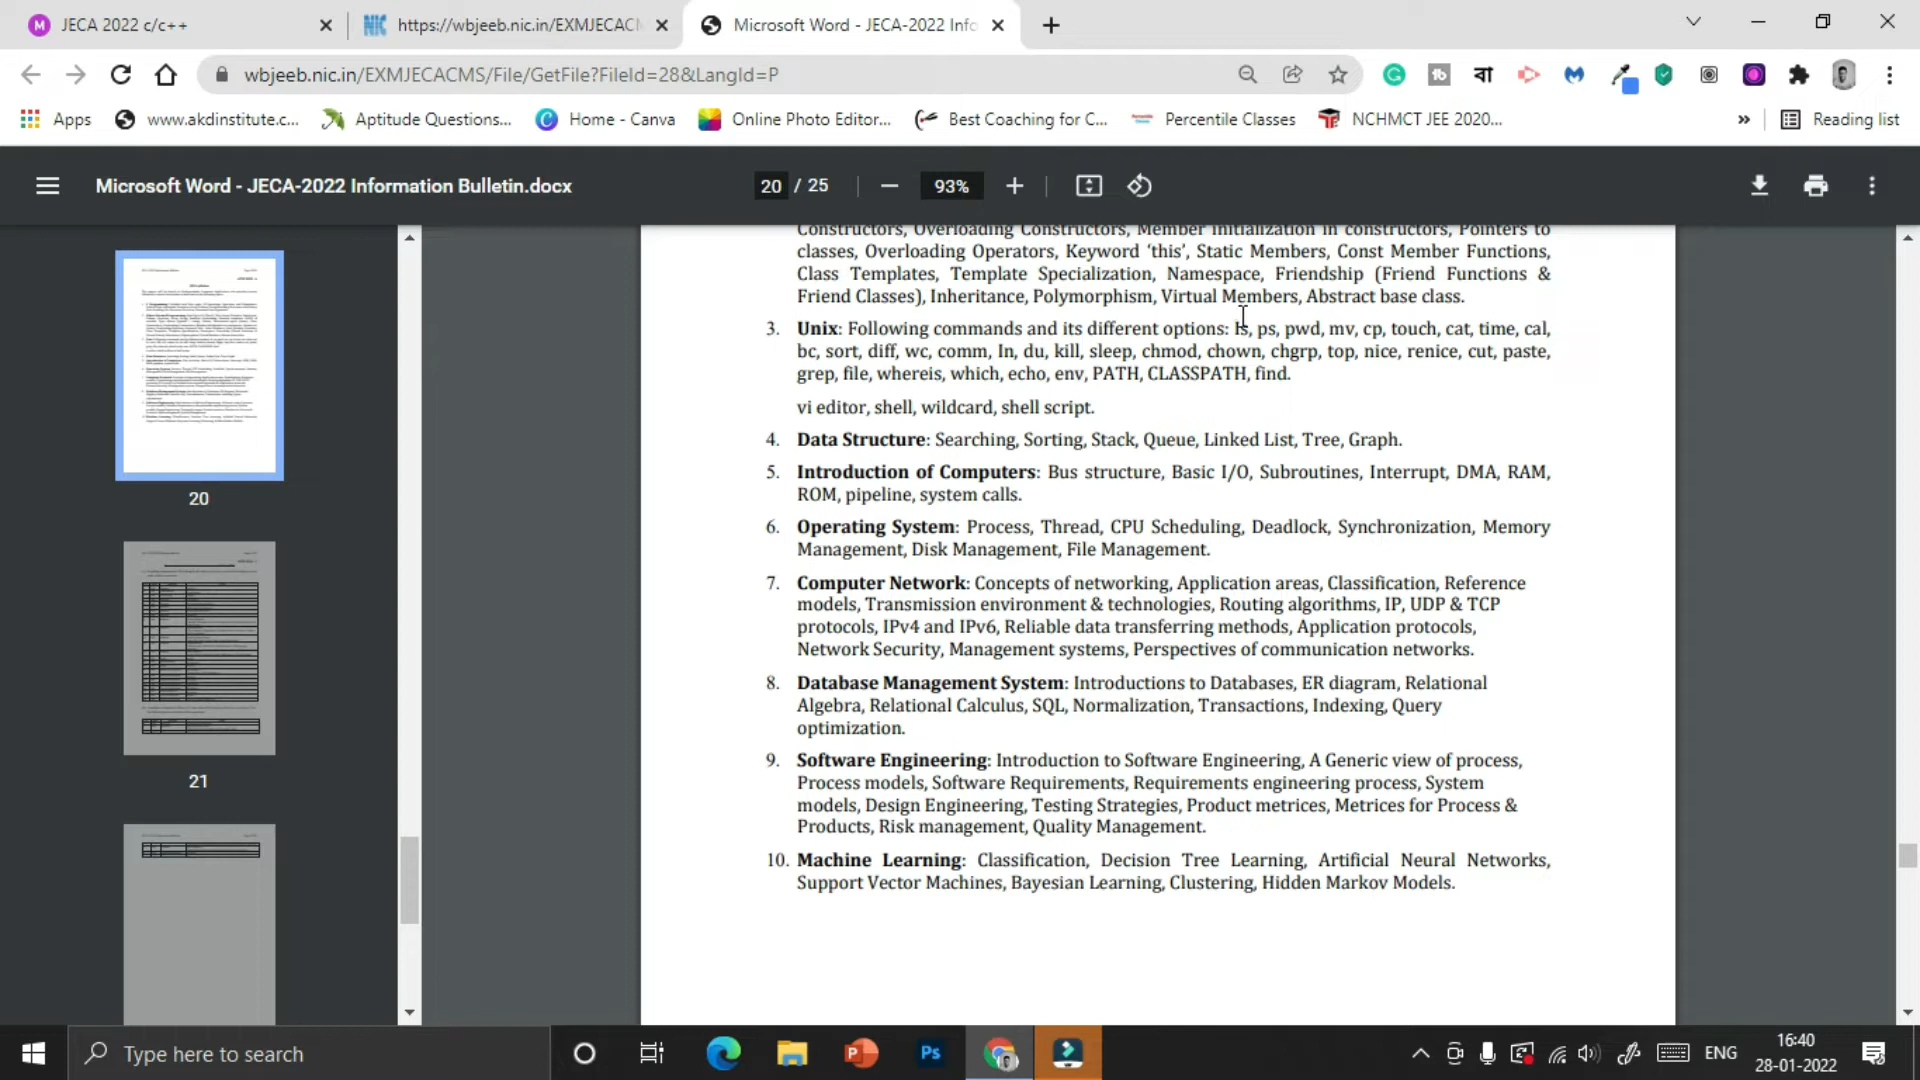 JECA 2022 c/c++
https://wbjeeb.nic.in/EXMJECACM
Microsoft Word - JECA-2022 Info
wbjeeb.nic.in/EXMJECACMS/File/GetFile?FileId=28&LangId=P
Apps
www.akdinstitute.c...
Aptitude Questions...
Home - Canva
Online Photo Editor...
Best Coaching for C...
Percentile Classes
NCHMCT JEE 2020...
»
Reading list
Microsoft Word - JECA-2022 Information Bulletin.docx
20 / 25
93%
Constructors, Overloading Constructors, Member Initialization in constructors, Pointers to
classes, Overloading Operators, Keyword ‘this’, Static Members, Const Member Functions,
Class Templates, Template Specialization, Namespace, Friendship (Friend Functions &
Friend Classes), Inheritance, Polymorphism, Virtual Members, Abstract base class.
3. Unix: Following commands and its different options: ls, ps, pwd, mv, cp, touch, cat, time, cal,
bc, sort, diff, wc, comm, In, du, kill, sleep, chmod, chown, chgrp, top, nice, renice, cut, paste,
grep, file, whereis, which, echo, env, PATH, CLASSPATH, find.
vi editor, shell, wildcard, shell script.
4. Data Structure: Searching, Sorting, Stack, Queue, Linked List, Tree, Graph.
5. Introduction of Computers: Bus structure, Basic I/O, Subroutines, Interrupt, DMA, RAM,
ROM, pipeline, system calls.
6. Operating System: Process, Thread, CPU Scheduling, Deadlock, Synchronization, Memory
Management, Disk Management, File Management.
7. Computer Network: Concepts of networking, Application areas, Classification, Reference
models, Transmission environment & technologies, Routing algorithms, IP, UDP & TCP
protocols, IPv4 and IPv6, Reliable data transferring methods, Application protocols,
Network Security, Management systems, Perspectives of communication networks.
8. Database Management System: Introductions to Databases, ER diagram, Relational
Algebra, Relational Calculus, SQL, Normalization, Transactions, Indexing, Query
optimization.
9. Software Engineering: Introduction to Software Engineering, A Generic view of process,
Process models, Software Requirements, Requirements engineering process, System
models, Design Engineering, Testing Strategies, Product metrices, Metrices for Process &
Products, Risk management, Quality Management.
10. Machine Learning: Classification, Decision Tree Learning, Artificial Neural Networks,
Support Vector Machines, Bayesian Learning, Clustering, Hidden Markov Models.
20
21
Type here to search
ENG
16:40
28-01-2022